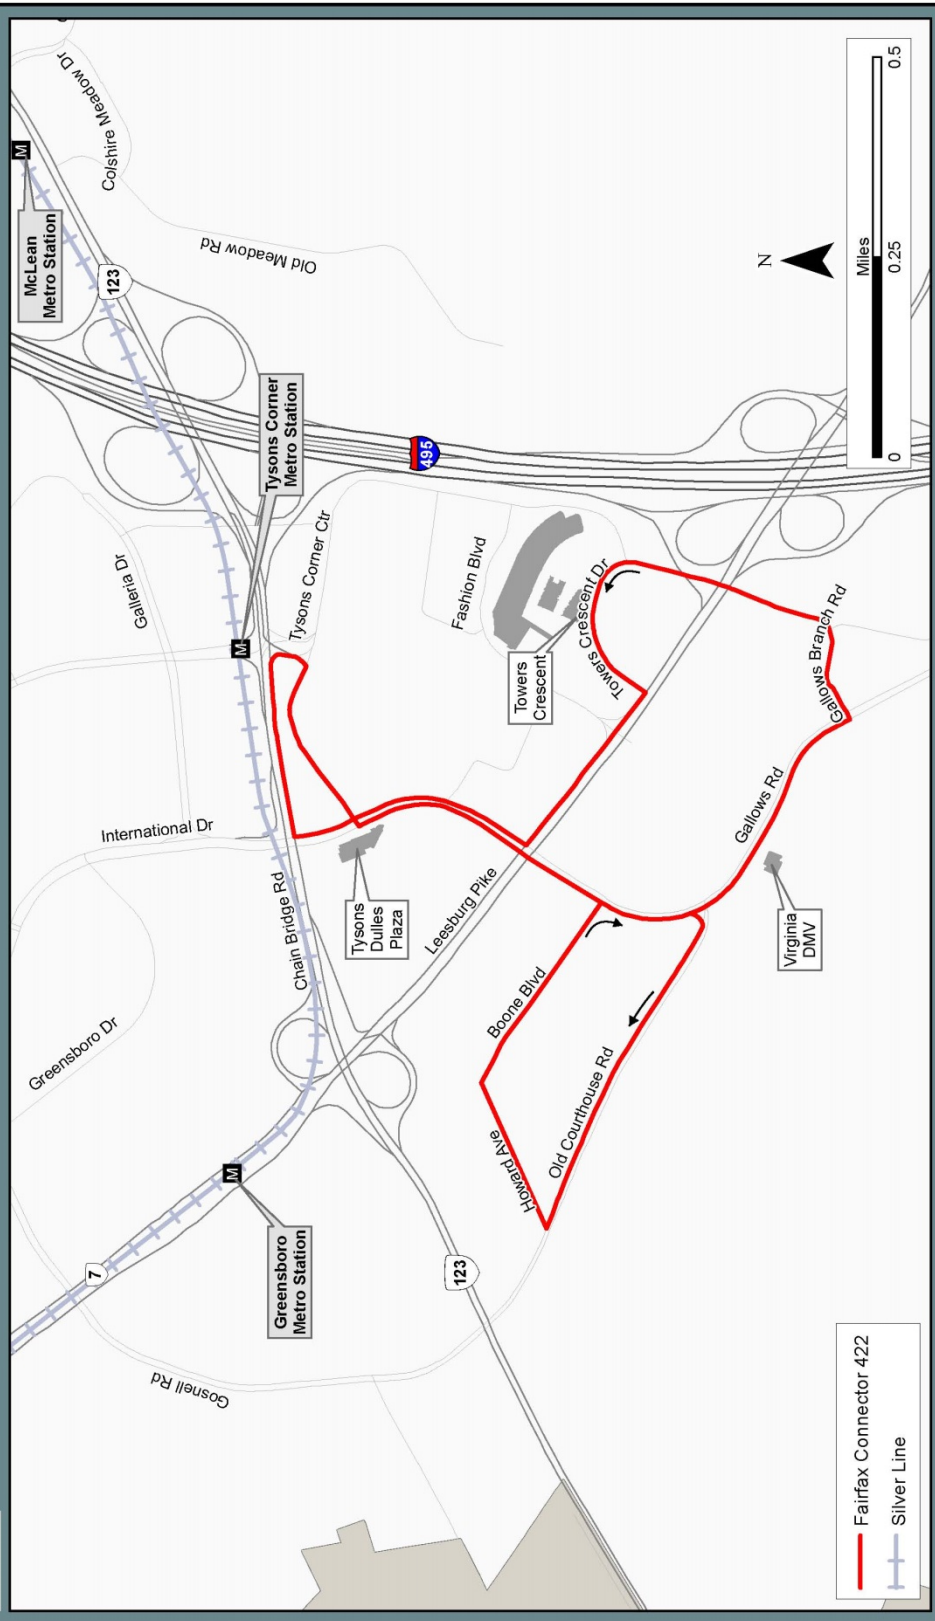 McLean
Metro Station
M
Colshire Meadow Dr
Old Meadow Rd
123
Tysons Corner
Metro Station
M
495
Galleria Dr
Tysons Corner Ctr
Fashion Blvd
International Dr
Chain Bridge Rd
Towers
Crescent
Towers Crescent Dr
Tysons
Dulles
Plaza
Leesburg Pike
Gallows Branch Rd
Gallows Rd
Virginia
DMV
Boone Blvd
Howard Ave
Old Courthouse Rd
Greensboro Dr
M
Greensboro
Metro Station
7
123
Gosnell Rd
N
Miles
0
0.25
0.5
Fairfax Connector 422
Silver Line